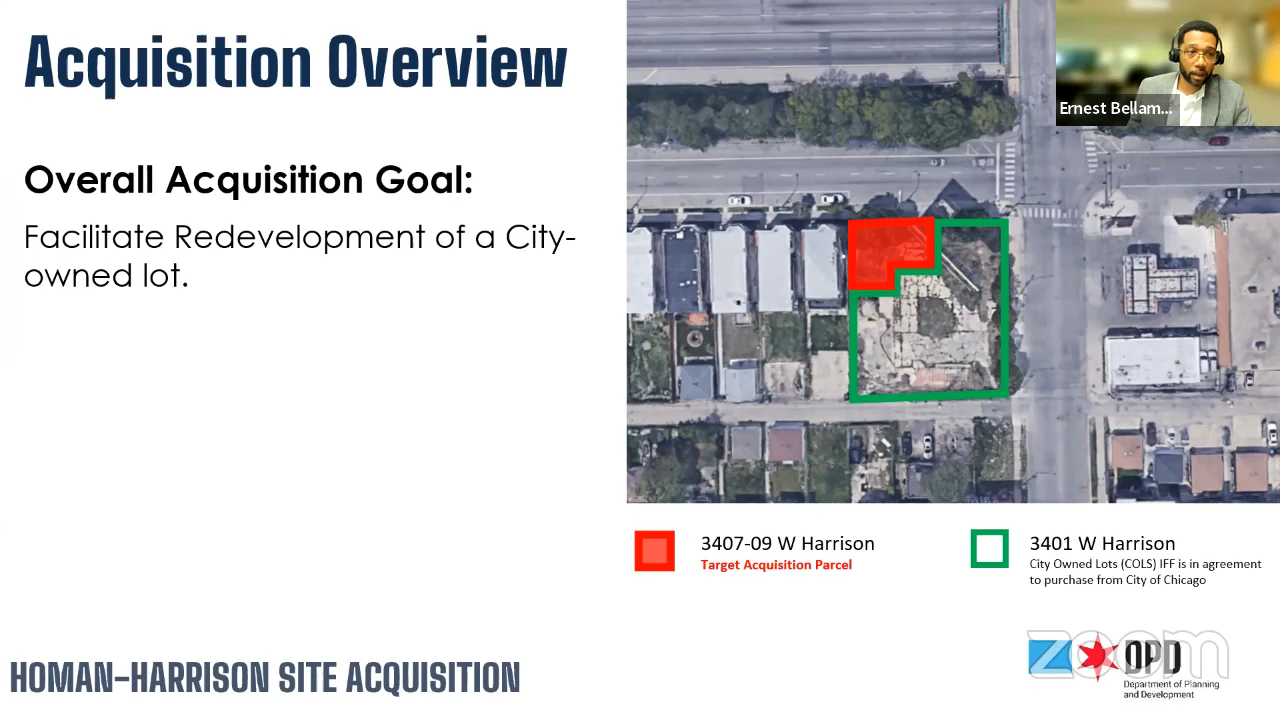 Acquisition Overview
Overall Acquisition Goal:
Facilitate Redevelopment of a City-
owned lot.
Ernest Bellam...
3407-09 W Harrison
Target Acquisition Parcel
3401 W Harrison
City Owned Lots (COLS) IFF is in agreement
to purchase from City of Chicago
HOMAN-HARRISON SITE ACQUISITION
zoom
DPD
Department of Planning
and Development